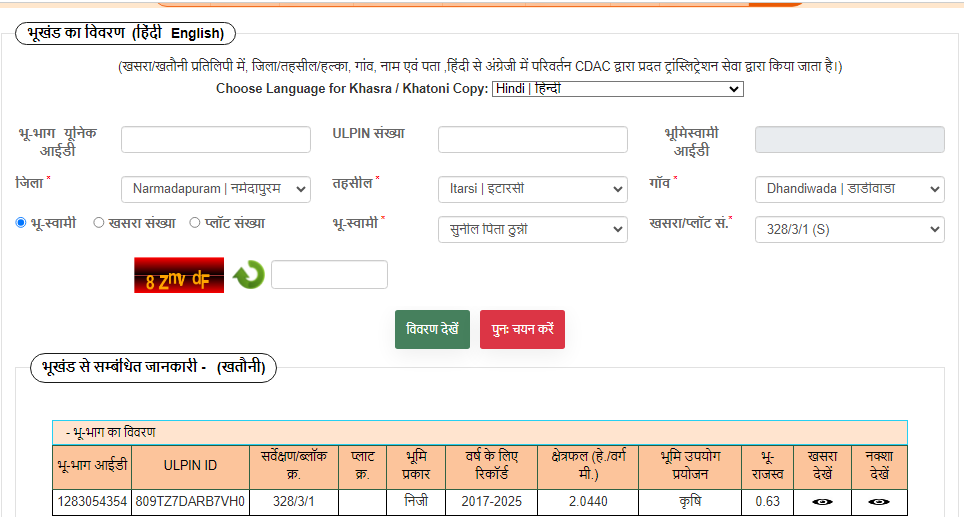 भूखंड का विवरण (हिंदी English)
(खसरा/खतौनी प्रतिलिपी में, जिला/तहसील/हल्का, गांव, नाम एवं पता ,हिंदी से अंग्रेजी में परिवर्तन CDAC द्वारा प्रदत ट्रांस्लिट्रेशन सेवा द्वारा किया जाता है।)
Choose Language for Khasra / Khatoni Copy: Hindi | हिन्दी
भू-भाग यूनिक आईडी ULPIN संख्या भूमिस्वामी आईडी
जिला * Narmadapuram | नर्मदापुरम तहसील * Itarsi | इटारसी गॉव * Dhandiwada | डाडीवाडा
भू-स्वामी खसरा संख्या प्लॉट संख्या भू-स्वामी * सुनील पिता ठुन्नी खसरा/प्लॉट सं.* 328/3/1 (S)
8 Zmv dF
विवरण देखें पुनः चयन करें
भूखंड से सम्बंधित जानकारी - (खतौनी)
- भू-भाग का विवरण
भू-भाग आईडी ULPIN ID सर्वेक्षण/ब्लॉक क्र. प्लाट क्र. भूमि प्रकार वर्ष के लिए रिकॉर्ड क्षेत्रफल (हे./वर्ग मी.) भूमि उपयोग प्रयोजन भू-राजस्व खसरा देखें नक्शा देखें
1283054354 809TZ7DARB7VH0 328/3/1 निजी 2017-2025 2.0440 कृषि 0.63